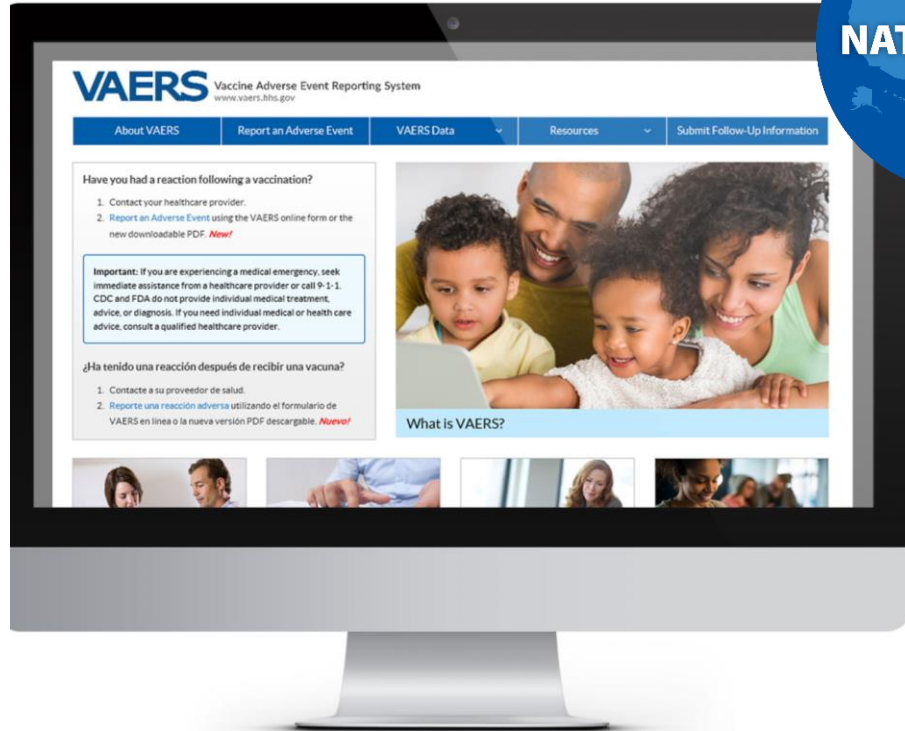 NAT
VAERS Vaccine Adverse Event Reporting System
www.vaers.hhs.gov
About VAERS Report an Adverse Event VAERS Data Resources Submit Follow-Up Information
Have you had a reaction following a vaccination?
1. Contact your healthcare provider.
2. Report an Adverse Event using the VAERS online form or the
new downloadable PDF. New!
Important: If you are experiencing a medical emergency, seek
immediate assistance from a healthcare provider or call 9-1-1.
CDC and FDA do not provide individual medical treatment,
advice, or diagnosis. If you need individual medical or health care
advice, consult a qualified healthcare provider.
¿Ha tenido una reacción después de recibir una vacuna?
1. Contacte a su proveedor de salud.
2. Reporte una reacción adversa utilizando el formulario de
VAERS en línea o la nueva versión PDF descargable. Nuevo!
What is VAERS?